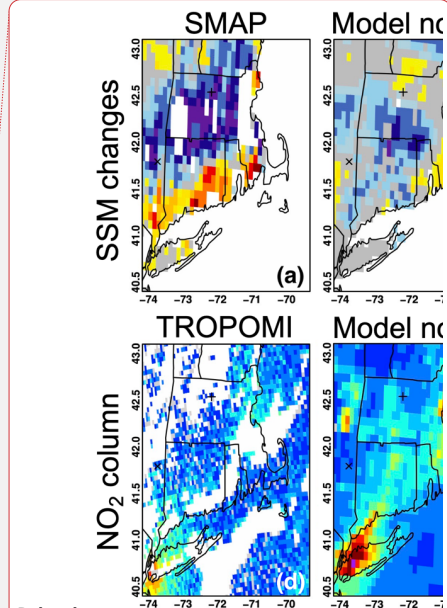 SMAP
Model no
SSM changes
43.0
42.5
42.0
41.5
41.0
40.5
(a)
-74 -73 -72 -71 -70
-74 -73 -72 -7
TROPOMI
Model no
NO2 column
43.0
42.5
42.0
41.5
41.0
40.5
(d)
-74 -73 -72 -71 -70
-74 -73 -72 -7